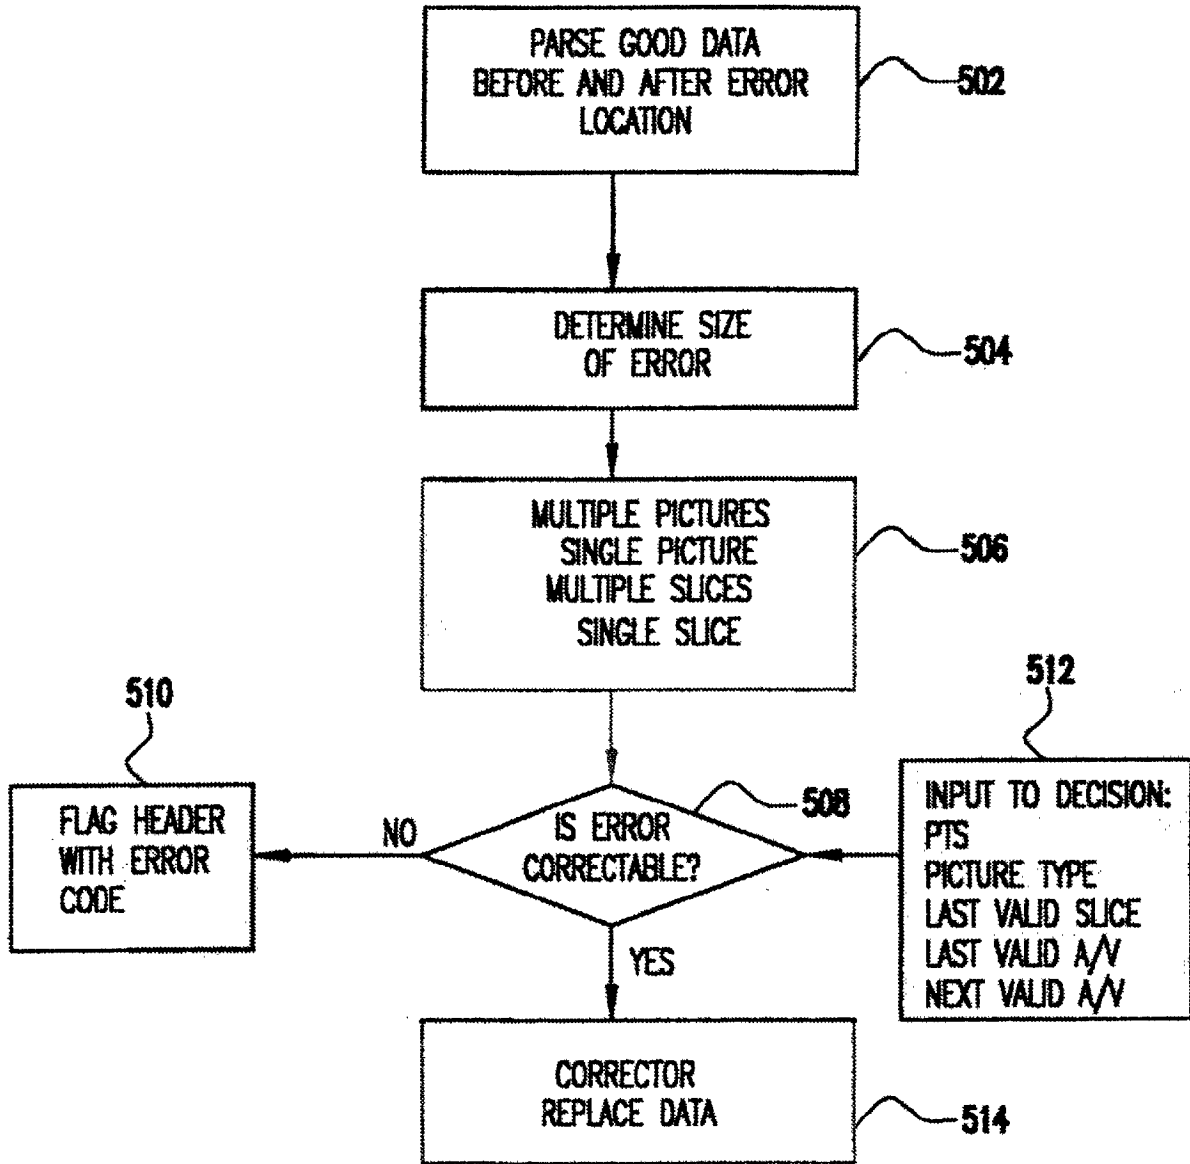 PARSE GOOD DATA
BEFORE AND AFTER ERROR
LOCATION
502
DETERMINE SIZE
OF ERROR
504
MULTIPLE PICTURES
SINGLE PICTURE
MULTIPLE SLICES
SINGLE SLICE
506
510
512
FLAG HEADER
WITH ERROR
CODE
NO
IS ERROR
CORRECTABLE?
508
INPUT TO DECISION:
PTS
PICTURE TYPE
LAST VALID SLICE
LAST VALID A/V
NEXT VALID A/V
YES
CORRECTOR
REPLACE DATA
514